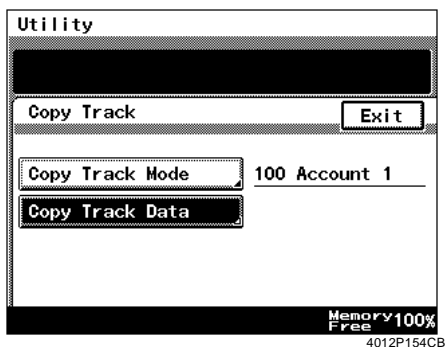 Utility
Copy Track
Exit
Copy Track Mode
100 Account 1
Copy Track Data
Memory
Free 100%
4012P154CB